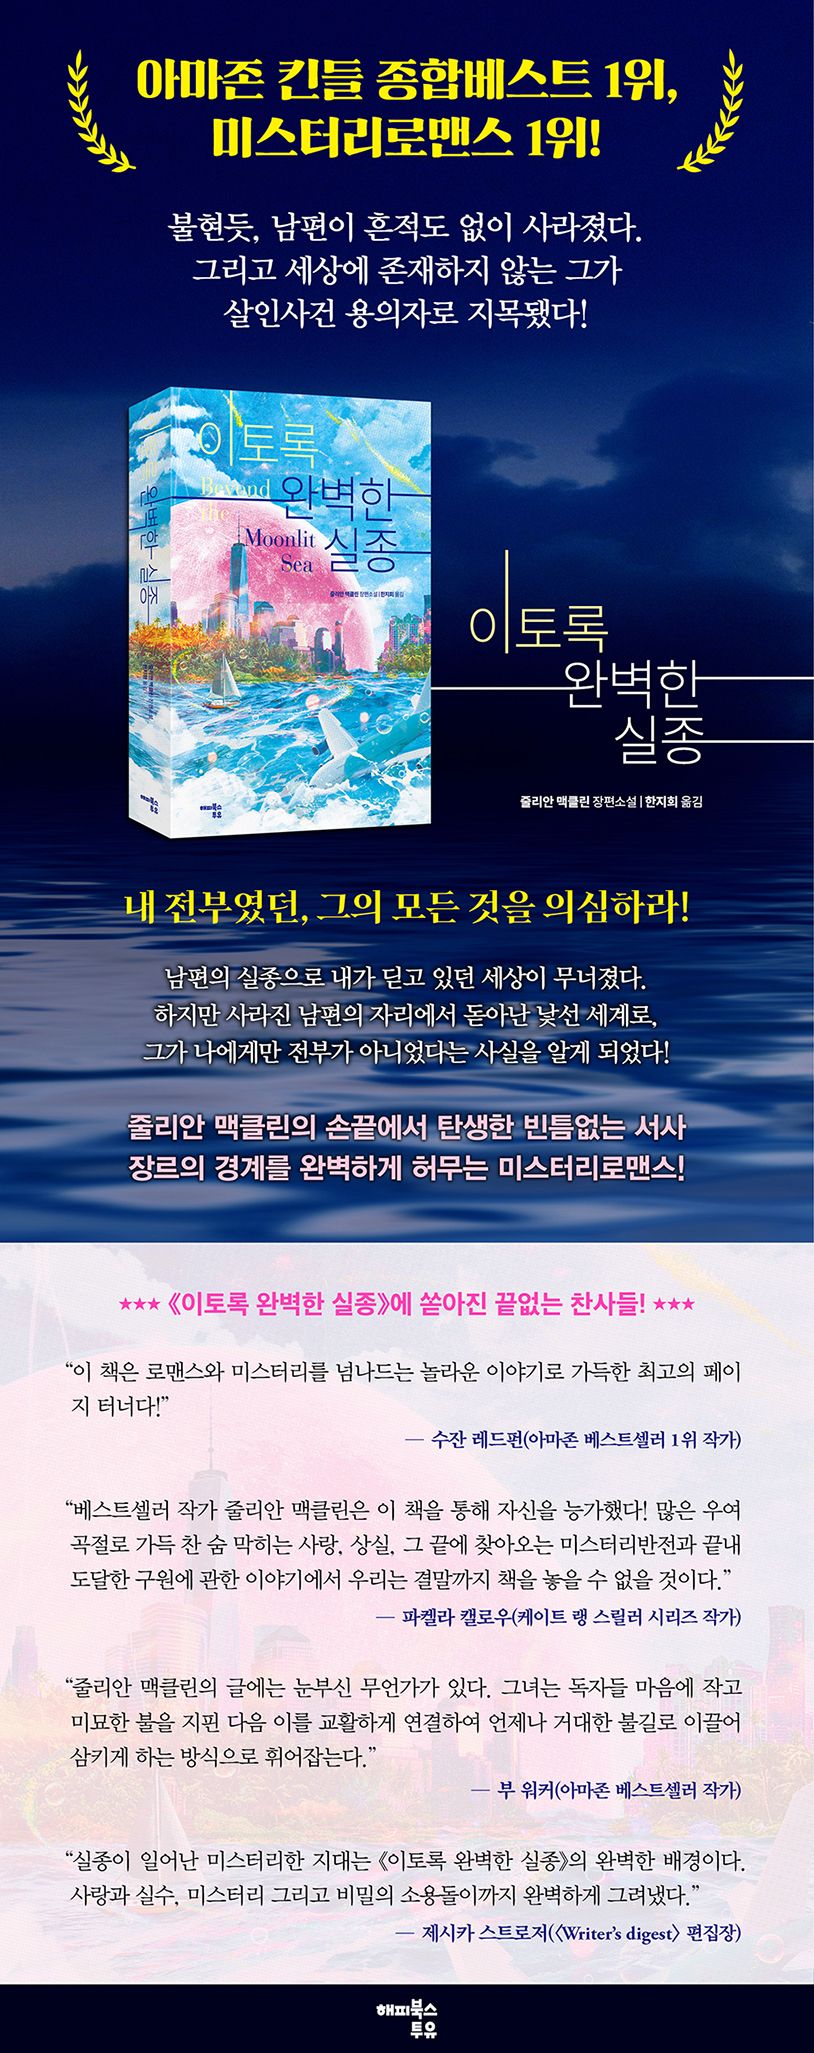 아마존 킨들 종합베스트 1위,
미스터리로맨스 1위!
불현듯, 남편이 흔적도 없이 사라졌다.
그리고 세상에 존재하지 않는 그가
살인사건 용의자로 지목됐다!
이토록
완벽한
실종
Beyond
the
Moonlit
Sea
줄리안 맥클린 장편소설 | 한지희 옮김
이토록 완벽한 실종
해피북스
투유
해피북스
투유
이토록
완벽한
실종
줄리안 맥클린 장편소설 | 한지희 옮김
내 전부였던, 그의 모든 것을 의심하라!
남편의 실종으로 내가 딛고 있던 세상이 무너졌다.
하지만 사라진 남편의 자리에서 돋아난 낯선 세계로,
그가 나에게만 전부가 아니었다는 사실을 알게 되었다!
줄리안 맥클린의 손끝에서 탄생한 빈틈없는 서사
장르의 경계를 완벽하게 허무는 미스터리로맨스!
★★★ 《이토록 완벽한 실종》에 쏟아진 끝없는 찬사들! ★★★
“이 책은 로맨스와 미스터리를 넘나드는 놀라운 이야기로 가득한 최고의 페이
지 터너다!”
— 수잔 레드펀(아마존 베스트셀러 1위 작가)
“베스트셀러 작가 줄리안 맥클린은 이 책을 통해 자신을 능가했다! 많은 우여
곡절로 가득 찬 숨 막히는 사랑, 상실, 그 끝에 찾아오는 미스터리반전과 끝내
도달한 구원에 관한 이야기에서 우리는 결말까지 책을 놓을 수 없을 것이다.”
— 파켈라 캘로우(케이트 랭 스릴러 시리즈 작가)
“줄리안 맥클린의 글에는 눈부신 무언가가 있다. 그녀는 독자들 마음에 작고
미묘한 불을 지핀 다음 이를 교활하게 연결하여 언제나 거대한 불길로 이끌어
삼키게 하는 방식으로 휘어잡는다.”
— 부 워커(아마존 베스트셀러 작가)
“실종이 일어난 미스터리한 지대는 《이토록 완벽한 실종》의 완벽한 배경이다.
사랑과 실수, 미스터리 그리고 비밀의 소용돌이까지 완벽하게 그려냈다.”
— 제시카 스트로저(〈Writer’s digest〉 편집장)
해피북스
투유